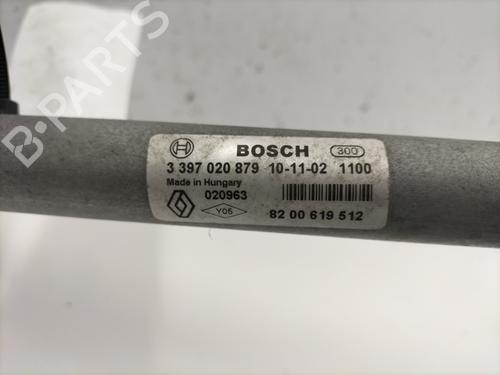 B-PARTS
BOSCH 300
3 397 020 879 10-11-02 1100
Made in Hungary
020963
Y05
82 00 619 512